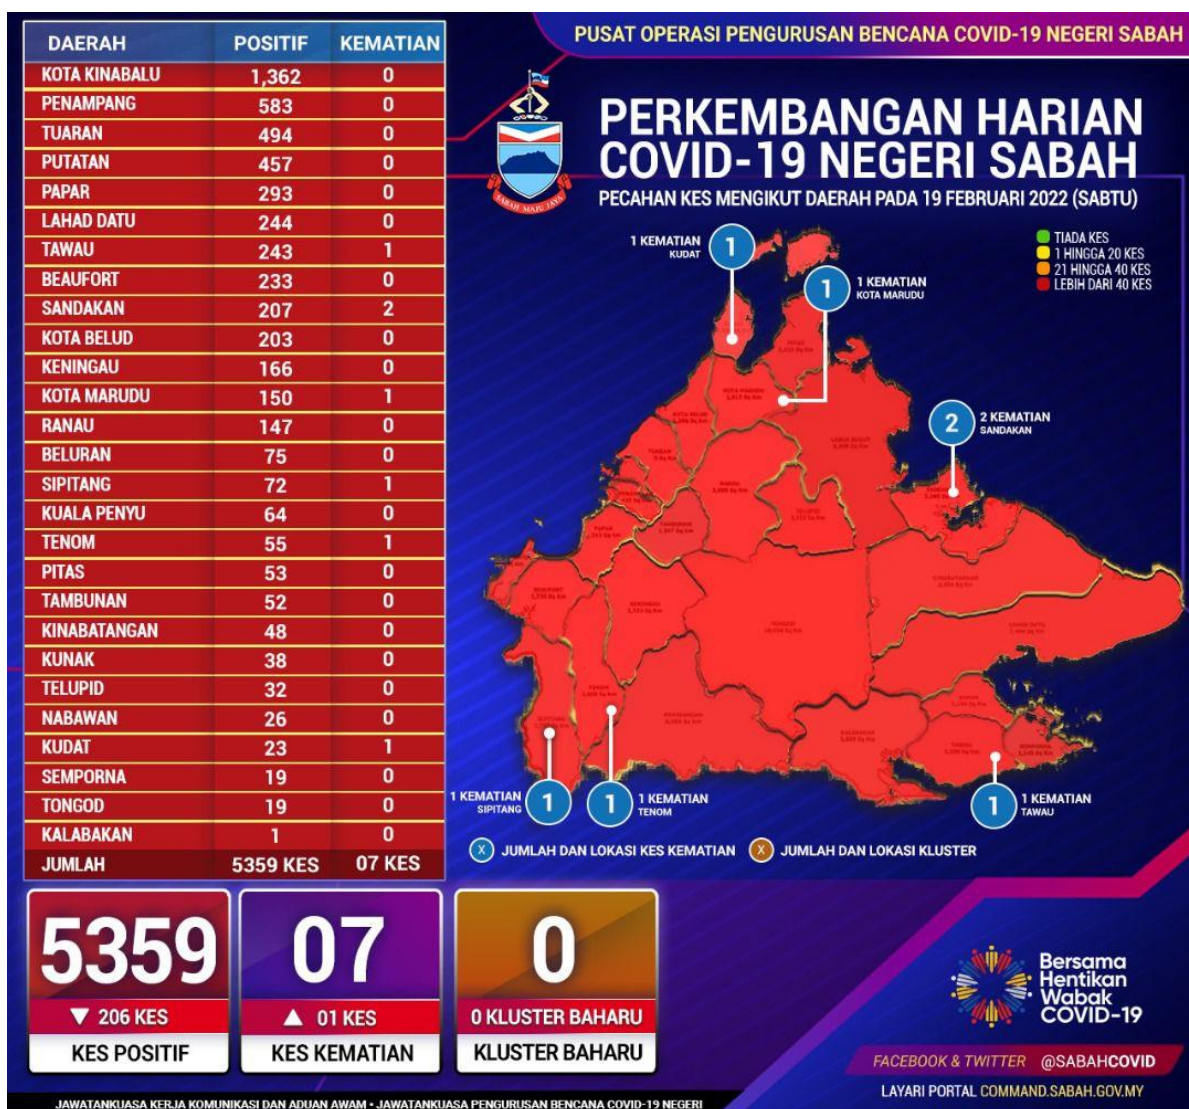 DAERAH POSITIF KEMATIAN
KOTA KINABALU 1,362 0
PENAMPANG 583 0
TUARAN 494 0
PUTATAN 457 0
PAPAR 293 0
LAHAD DATU 244 0
TAWAU 243 1
BEAUFORT 233 0
SANDAKAN 207 2
KOTA BELUD 203 0
KENINGAU 166 0
KOTA MARUDU 150 1
RANAU 147 0
BELURAN 75 0
SIPITANG 72 1
KUALA PENYU 64 0
TENOM 55 1
PITAS 53 0
TAMBUNAN 52 0
KINABATANGAN 48 0
KUNAK 38 0
TELUPID 32 0
NABAWAN 26 0
KUDAT 23 1
SEMPORNA 19 0
TONGOD 19 0
KALABAKAN 1 0
JUMLAH 5359 KES 07 KES
PUSAT OPERASI PENGURUSAN BENCANA COVID-19 NEGERI SABAH
SABAH MAJU JAYA
PERKEMBANGAN HARIAN
COVID-19 NEGERI SABAH
PECAHAN KES MENGIKUT DAERAH PADA 19 FEBRUARI 2022 (SABTU)
TIADA KES
1 HINGGA 20 KES
21 HINGGA 40 KES
LEBIH DARI 40 KES
1 KEMATIAN
KUDAT
1
1
1 KEMATIAN
KOTA MARUDU
2
2 KEMATIAN
SANDAKAN
1 KEMATIAN
SIPITANG
1
1
1 KEMATIAN
TENOM
1
1 KEMATIAN
TAWAU
X JUMLAH DAN LOKASI KES KEMATIAN
X JUMLAH DAN LOKASI KLUSTER
5359
▼ 206 KES
KES POSITIF
07
▲ 01 KES
KES KEMATIAN
0
0 KLUSTER BAHARU
KLUSTER BAHARU
Bersama
Hentikan
Wabak
COVID-19
FACEBOOK & TWITTER @SABAHCOVID
LAYARI PORTAL COMMAND.SABAH.GOV.MY
JAWATANKUASA KERJA KOMUNIKASI DAN ADUAN AWAM • JAWATANKUASA PENGURUSAN BENCANA COVID-19 NEGERI